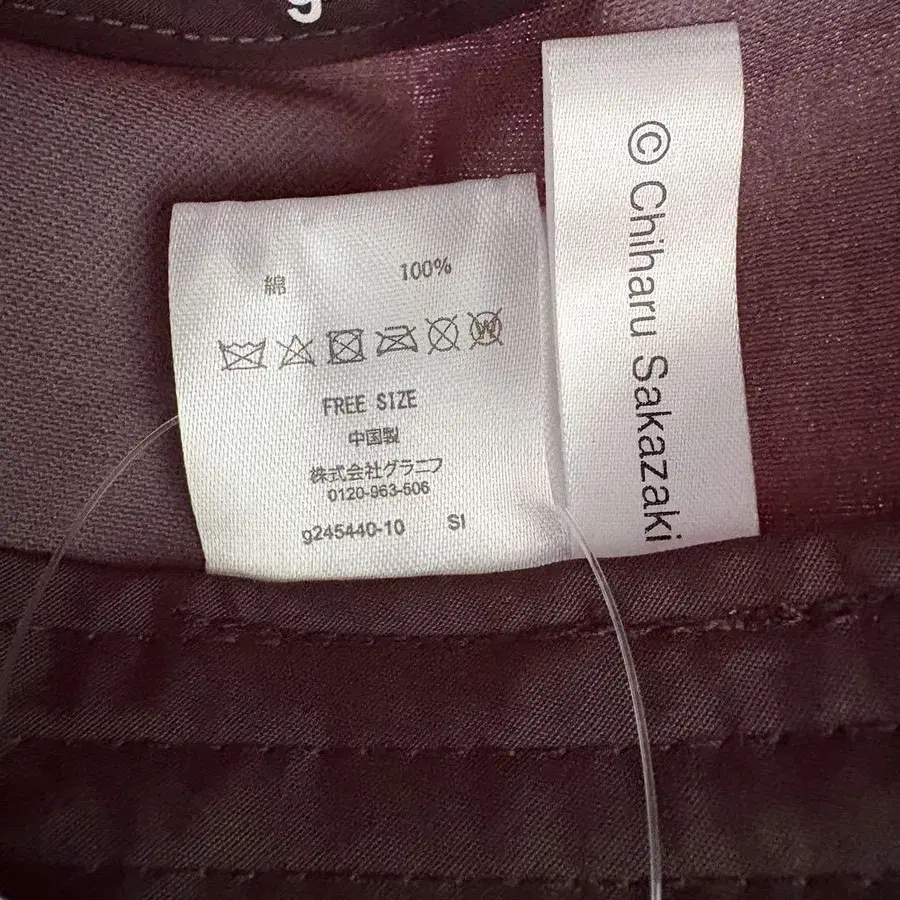 g
綿 100%
FREE SIZE
中国製
株式会社グラニフ
0120-963-506
g245440-10 SI
© Chiharu Sakazaki